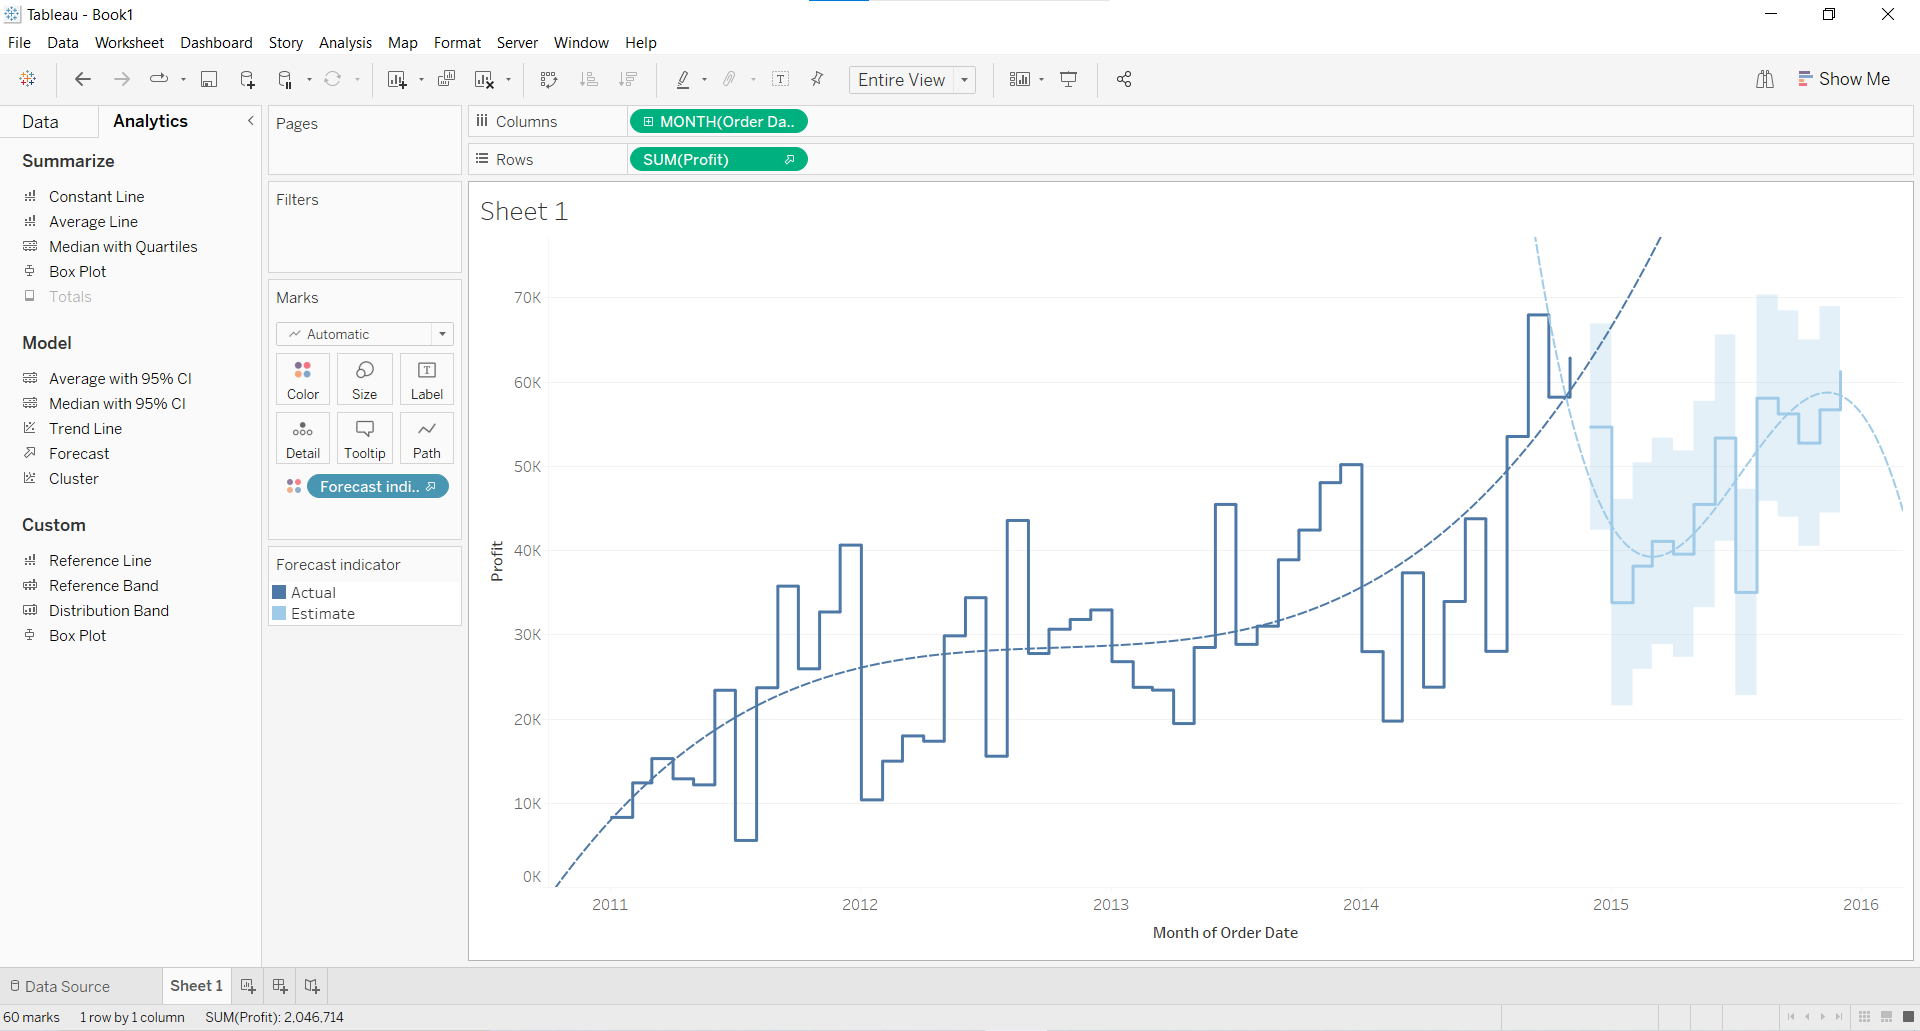 Tableau - Book1
File Data Worksheet Dashboard Story Analysis Map Format Server Window Help
Entire View
Show Me
Data
Analytics
Summarize
Constant Line
Average Line
Median with Quartiles
Box Plot
Totals
Model
Average with 95% CI
Median with 95% CI
Trend Line
Forecast
Cluster
Custom
Reference Line
Reference Band
Distribution Band
Box Plot
Pages
Filters
Marks
Automatic
Color Size Label
Detail Tooltip Path
Forecast indi..
Forecast indicator
Actual
Estimate
Columns
MONTH(Order Da..
Rows
SUM(Profit)
Sheet 1
70K
60K
50K
40K
30K
20K
10K
0K
Profit
2011 2012 2013 2014 2015 2016
Month of Order Date
Data Source
Sheet 1
60 marks 1 row by 1 column SUM(Profit): 2,046,714